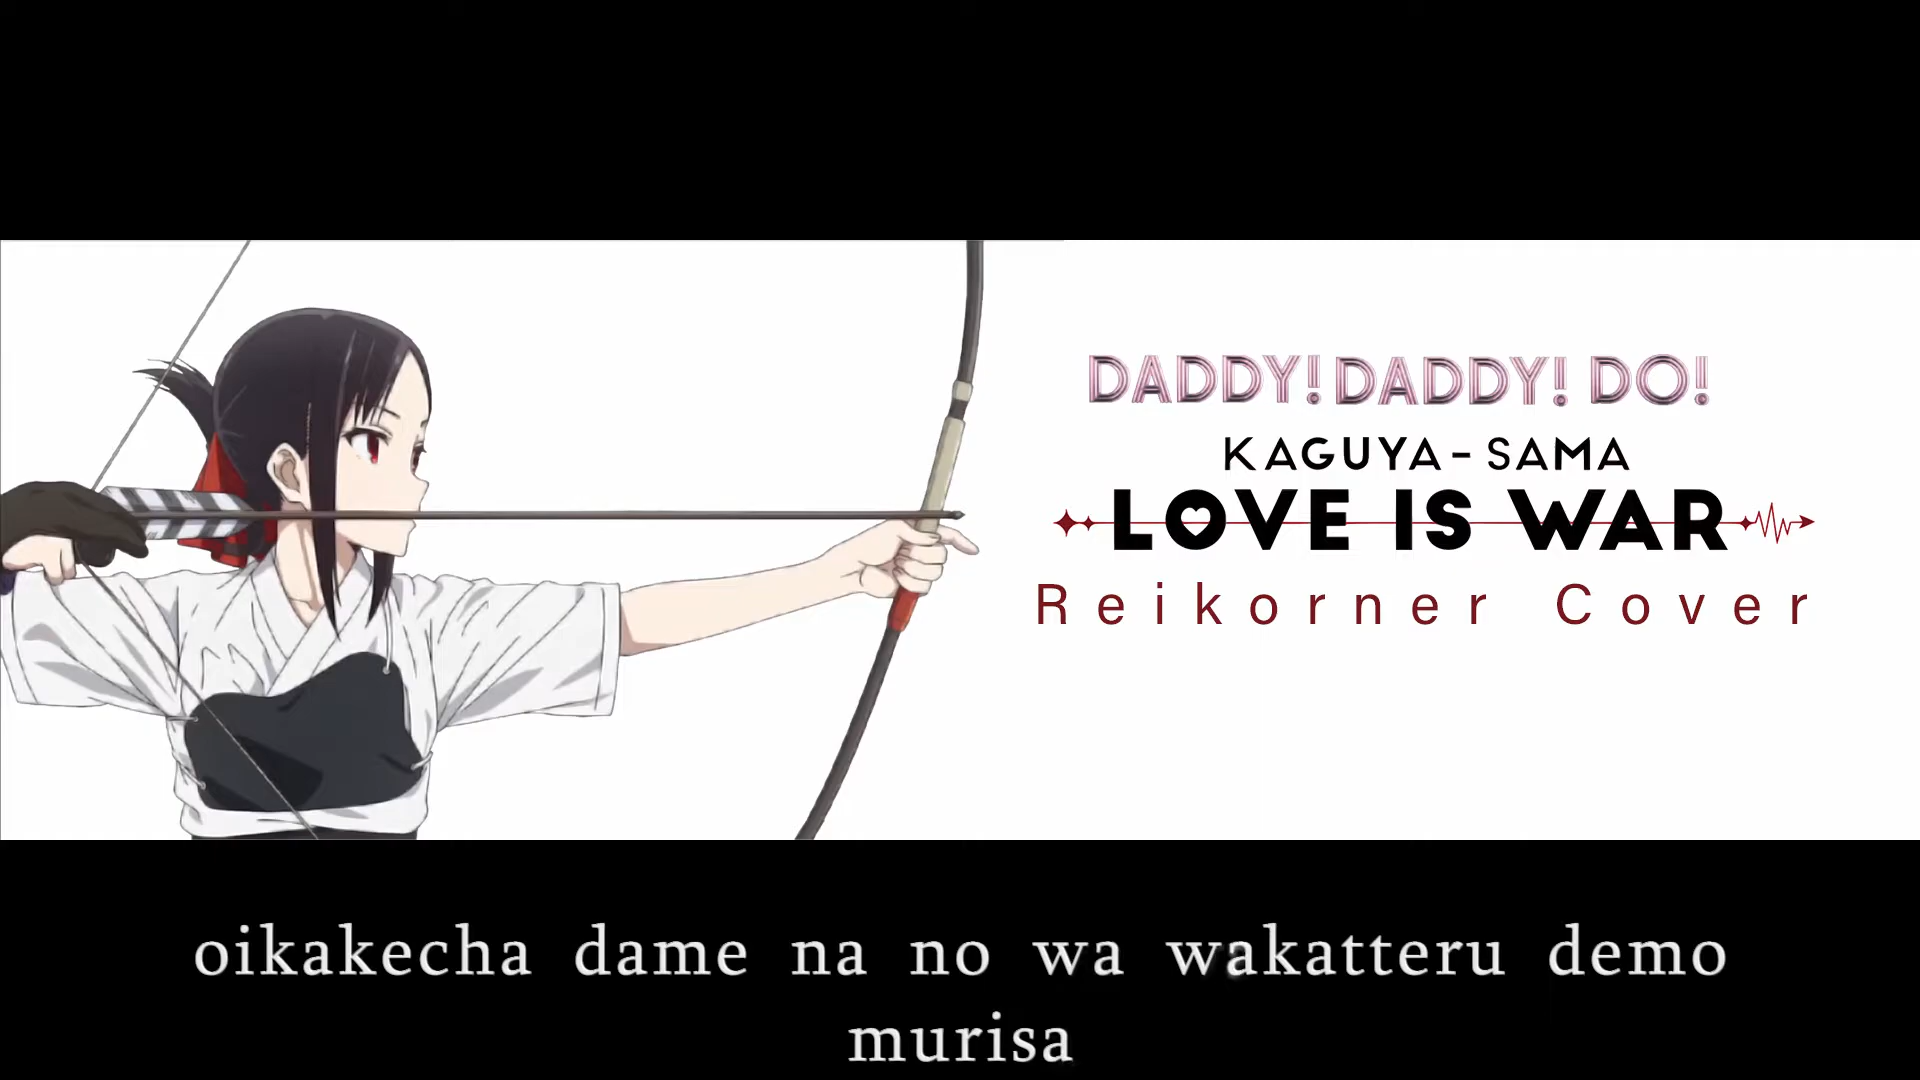 DADDY! DADDY! DO!
KAGUYA-SAMA
LOVE IS WAR
Reikorner Cover
oikakecha dame na no wa wakatteru demo
murisa